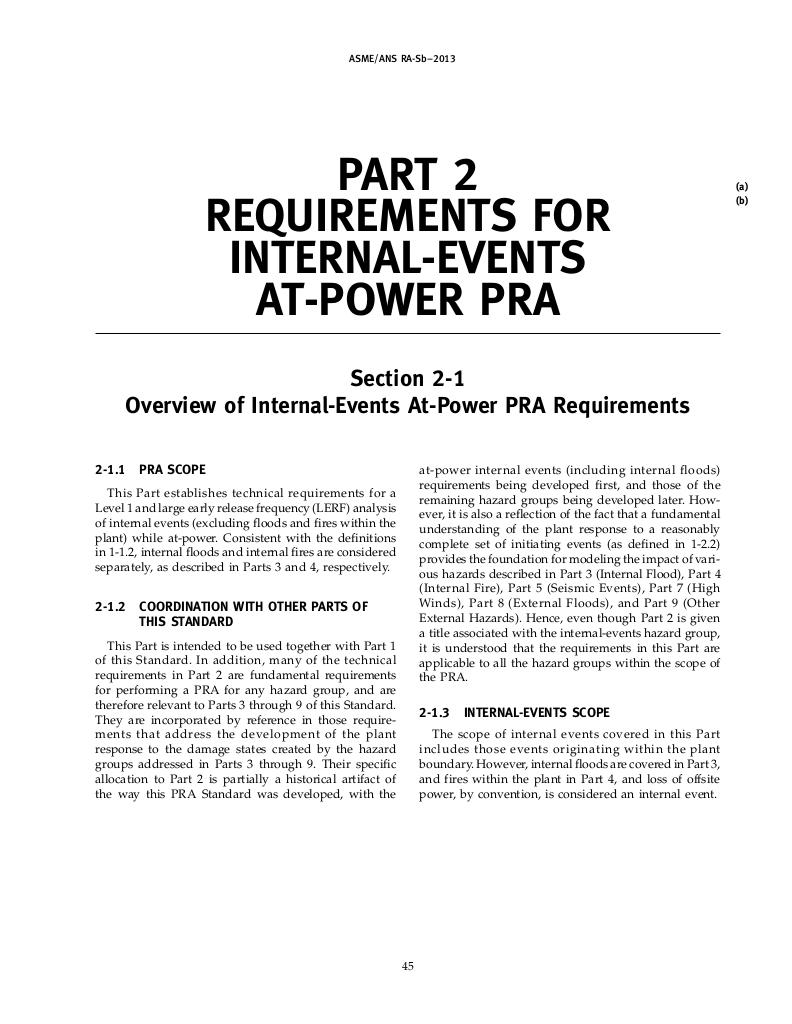 ASME/ANS RA-Sb–2013
PART 2
REQUIREMENTS FOR
INTERNAL-EVENTS
AT-POWER PRA
(a)
(b)
Section 2-1
Overview of Internal-Events At-Power PRA Requirements
2-1.1 PRA SCOPE
This Part establishes technical requirements for a
Level 1 and large early release frequency (LERF) analysis
of internal events (excluding floods and fires within the
plant) while at-power. Consistent with the definitions
in 1-1.2, internal floods and internal fires are considered
separately, as described in Parts 3 and 4, respectively.
2-1.2 COORDINATION WITH OTHER PARTS OF
THIS STANDARD
This Part is intended to be used together with Part 1
of this Standard. In addition, many of the technical
requirements in Part 2 are fundamental requirements
for performing a PRA for any hazard group, and are
therefore relevant to Parts 3 through 9 of this Standard.
They are incorporated by reference in those require-
ments that address the development of the plant
response to the damage states created by the hazard
groups addressed in Parts 3 through 9. Their specific
allocation to Part 2 is partially a historical artifact of
the way this PRA Standard was developed, with the
at-power internal events (including internal floods)
requirements being developed first, and those of the
remaining hazard groups being developed later. How-
ever, it is also a reflection of the fact that a fundamental
understanding of the plant response to a reasonably
complete set of initiating events (as defined in 1-2.2)
provides the foundation for modeling the impact of vari-
ous hazards described in Part 3 (Internal Flood), Part 4
(Internal Fire), Part 5 (Seismic Events), Part 7 (High
Winds), Part 8 (External Floods), and Part 9 (Other
External Hazards). Hence, even though Part 2 is given
a title associated with the internal-events hazard group,
it is understood that the requirements in this Part are
applicable to all the hazard groups within the scope of
the PRA.
2-1.3 INTERNAL-EVENTS SCOPE
The scope of internal events covered in this Part
includes those events originating within the plant
boundary. However, internal floods are covered in Part 3,
and fires within the plant in Part 4, and loss of offsite
power, by convention, is considered an internal event.
45